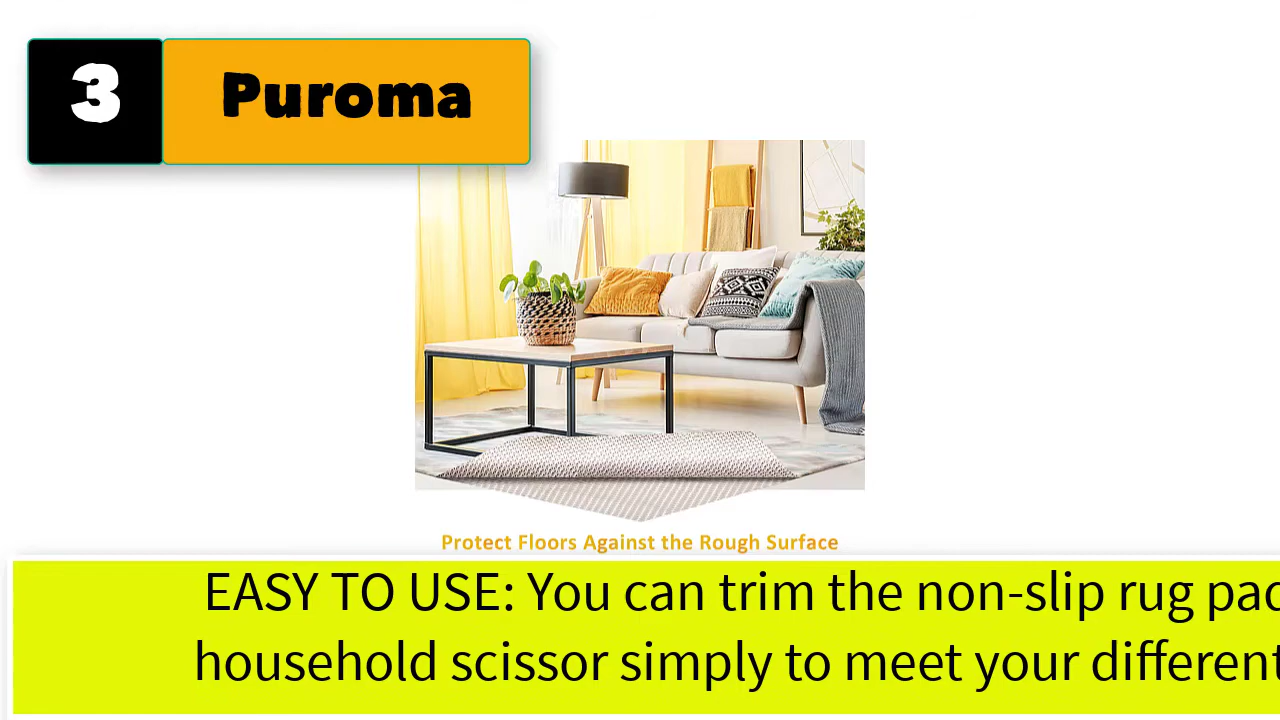 3 Puroma
Protect Floors Against the Rough Surface
EASY TO USE: You can trim the non-slip rug
household scissor simply to meet your different